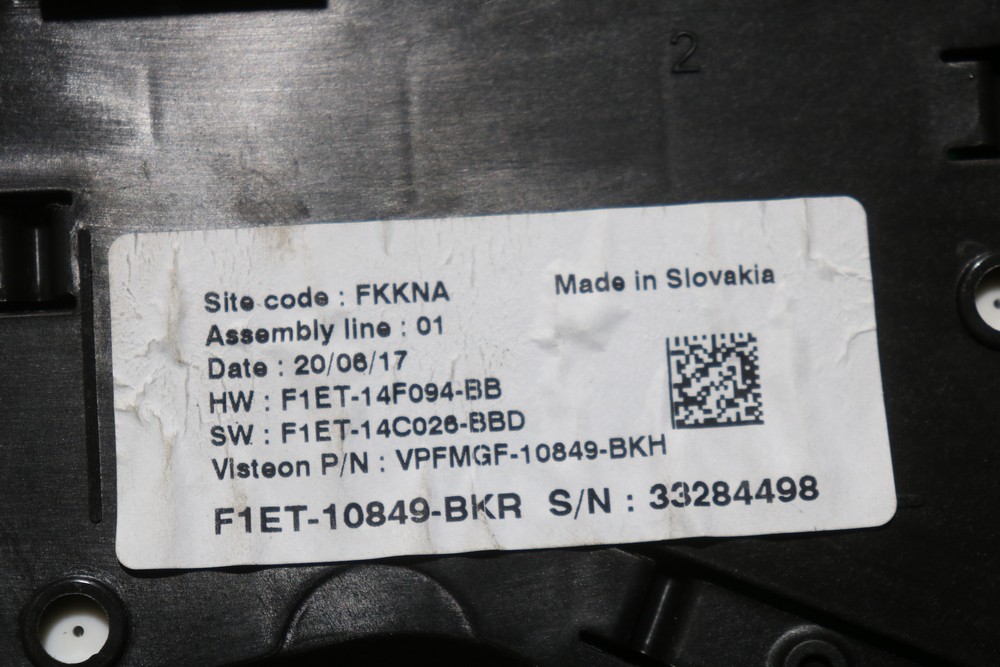 2
Site code : FKKNA
Made in Slovakia
Assembly line : 01
Date : 20/06/17
HW : F1ET-14F094-BB
SW : F1ET-14C026-BBD
Visteon P/N : VPFMGF-10849-BKH
F1ET-10849-BKR S/N : 33284498